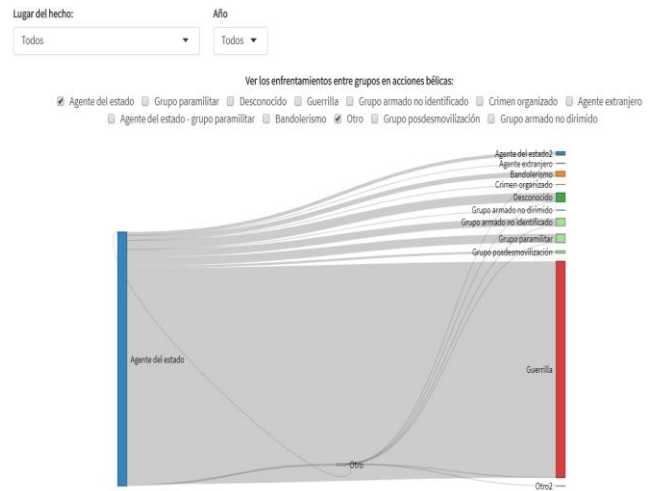 Lugar del hecho: Año
Todos Todos
Ver los enfrentamientos entre grupos en acciones bélicas:
Agente del estado Grupo paramilitar Desconocido Guerrilla Grupo armado no identificado Crimen organizado Agente extranjero
Agente del estado - grupo paramilitar Bandolerismo Otro Grupo posdesmovilización Grupo armado no dirimido
Agente del estado2
Agente extranjero
Bandolerismo
Crimen organizado
Desconocido
Grupo armado no dirimido
Grupo armado no identificado
Grupo paramilitar
Grupo posdesmovilización
Agente del estado
Guerrilla
Otro
Otro2